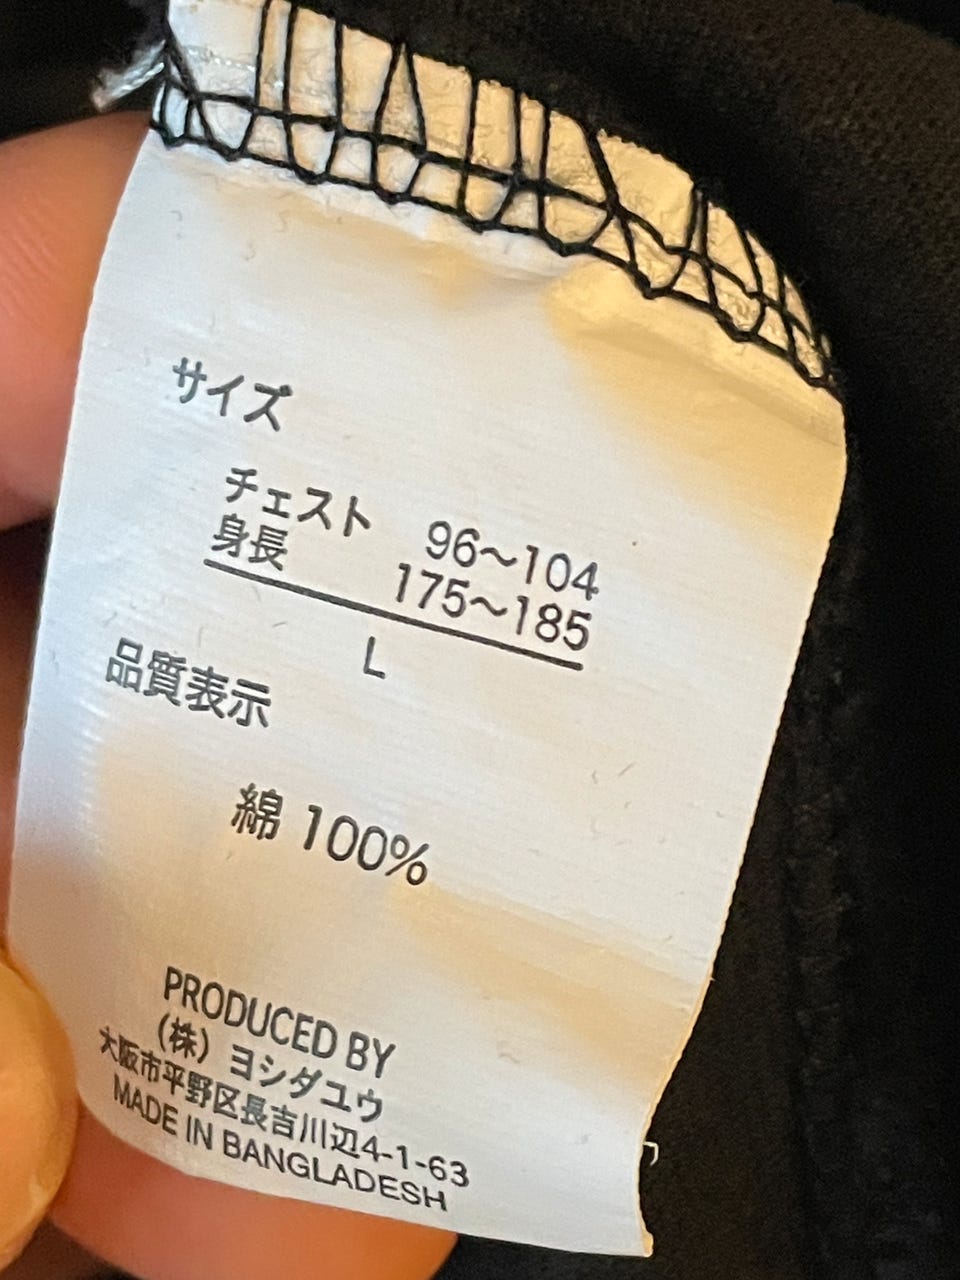 サイズ
チェスト 96～104
身長 175～185
L
品質表示
綿 100%
PRODUCED BY
(株) ヨシダユウ
大阪市平野区長吉川辺4-1-63
MADE IN BANGLADESH